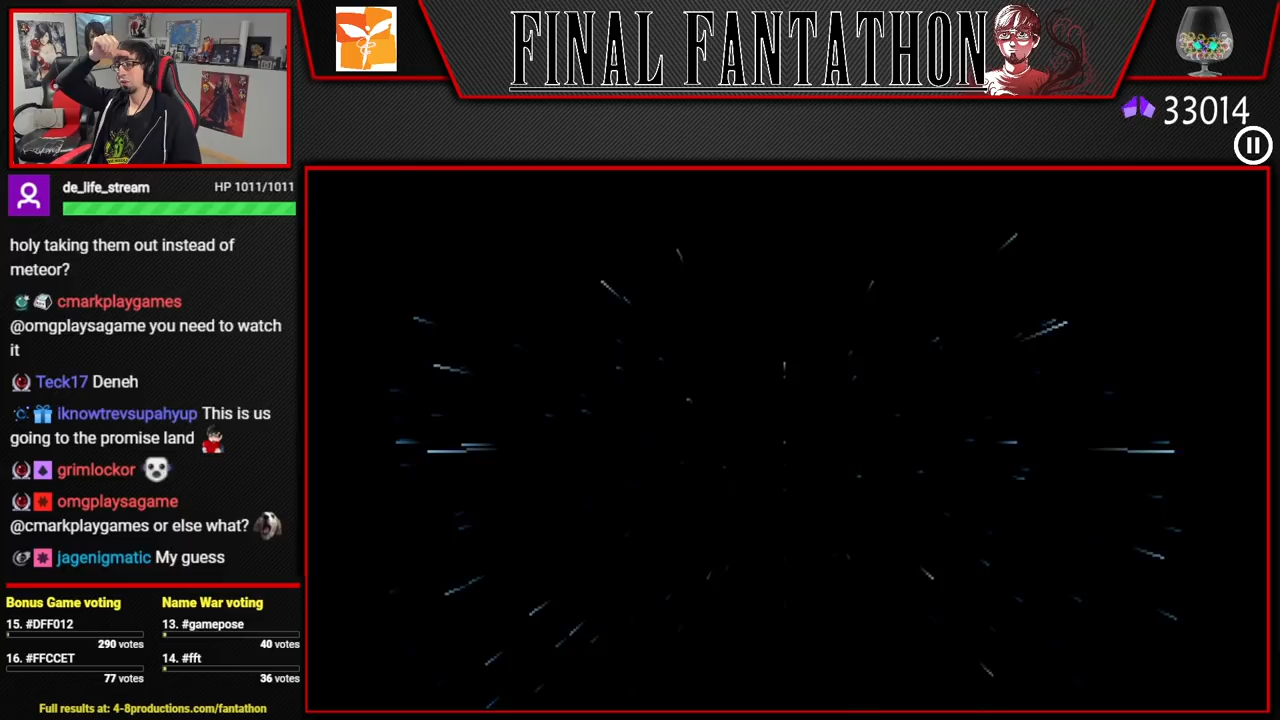 FINAL FANTATHON
33014
de_life_stream HP 1011/1011
holy taking them out instead of
meteor?
cmarkplaygames
@omgplaysagame you need to watch
it
Teck17 Deneh
iknowtrevsupahyup This is us
going to the promise land
grimlockor
omgplaysagame
@cmarkplaygames or else what?
jagenigmatic My guess
Bonus Game voting
15. #DFF012
290 votes
16. #FFCCET
77 votes
Name War voting
13. #gamepose
40 votes
14. #fft
36 votes
Full results at: 4-8productions.com/fantathon